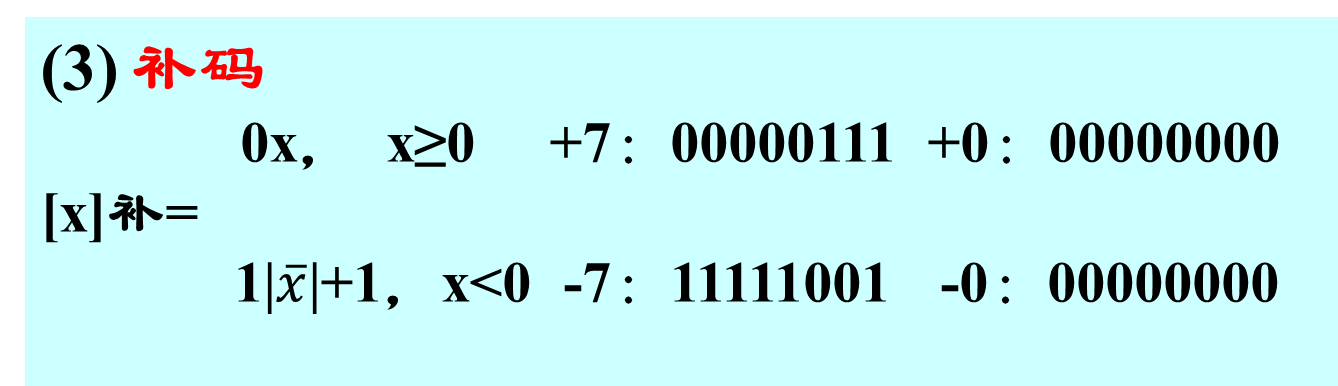 (3) 补码
0x， x≥0 +7： 00000111 +0： 00000000
[x]补=
1|x̄|+1， x<0 -7： 11111001 -0： 00000000